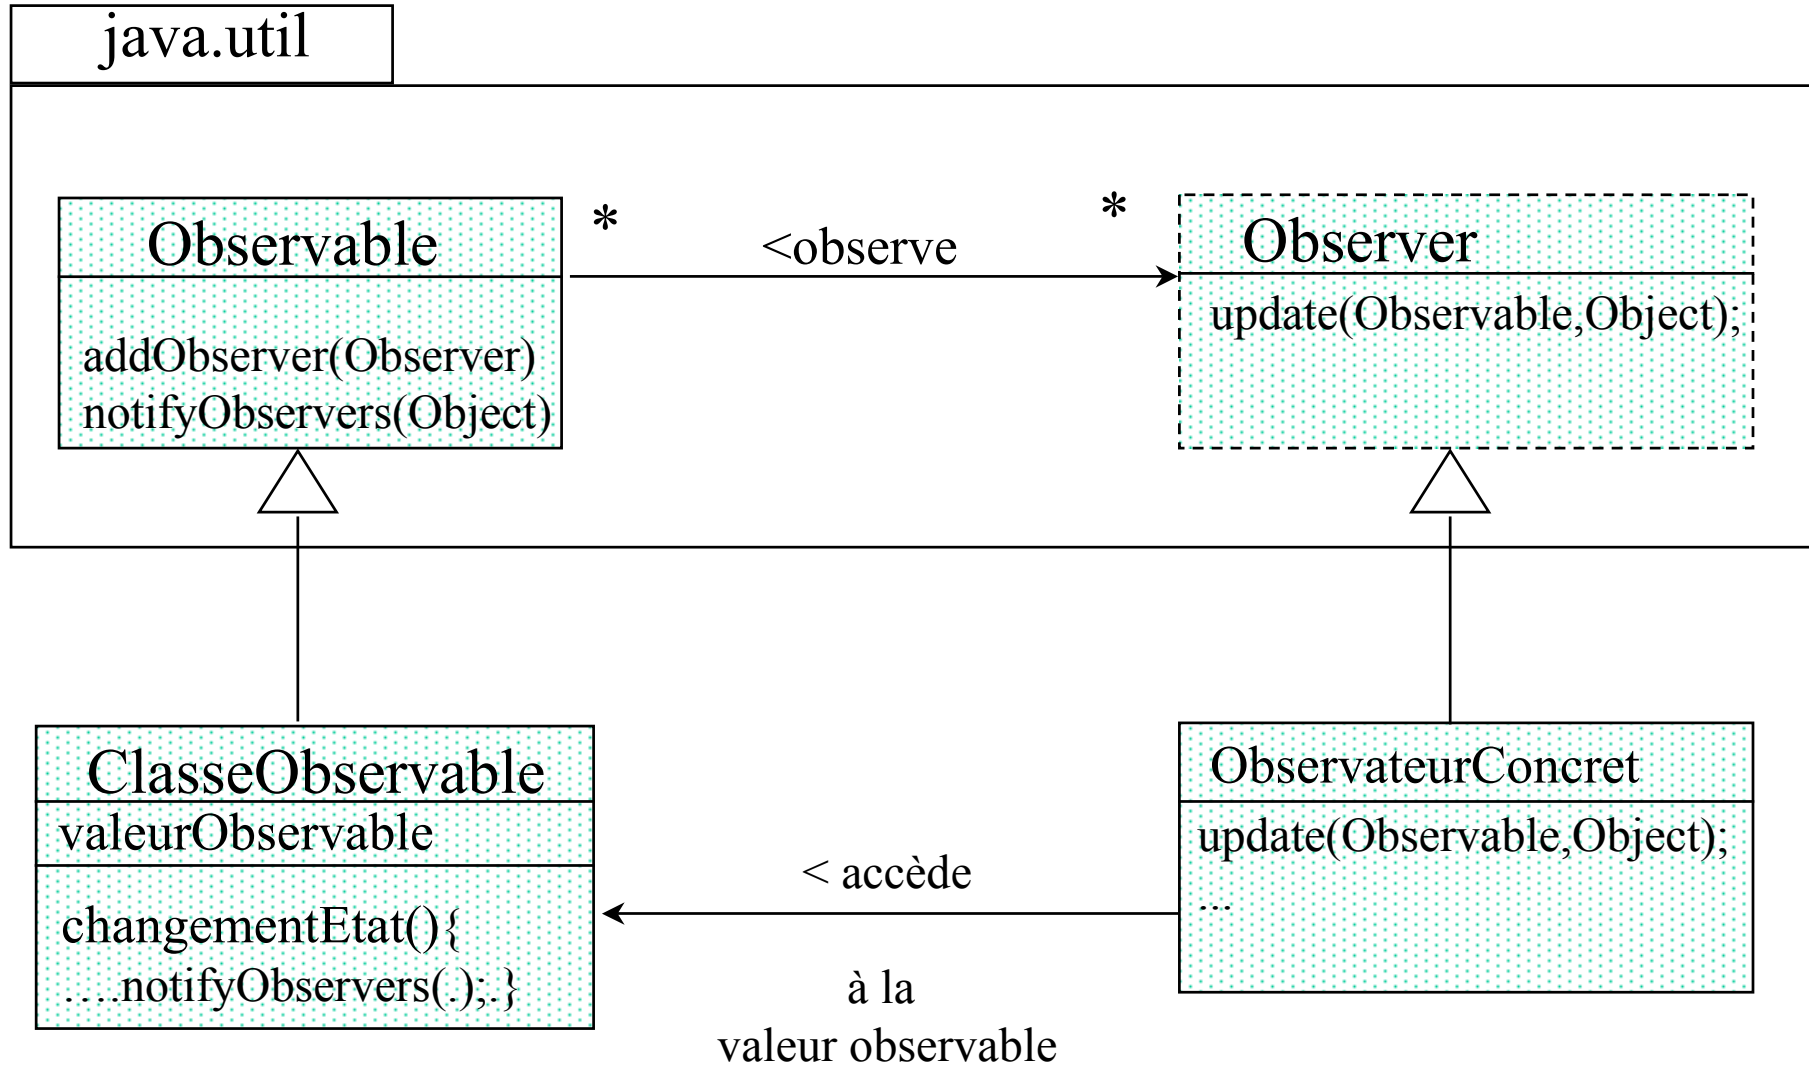 java.util
Observable
addObserver(Observer)
notifyObservers(Object)
*
<observe
*
Observer
update(Observable,Object);
ClasseObservable
valeurObservable
changementEtat(){
….notifyObservers(.);.}
< accède
à la
valeur observable
ObservateurConcret
update(Observable,Object);
...